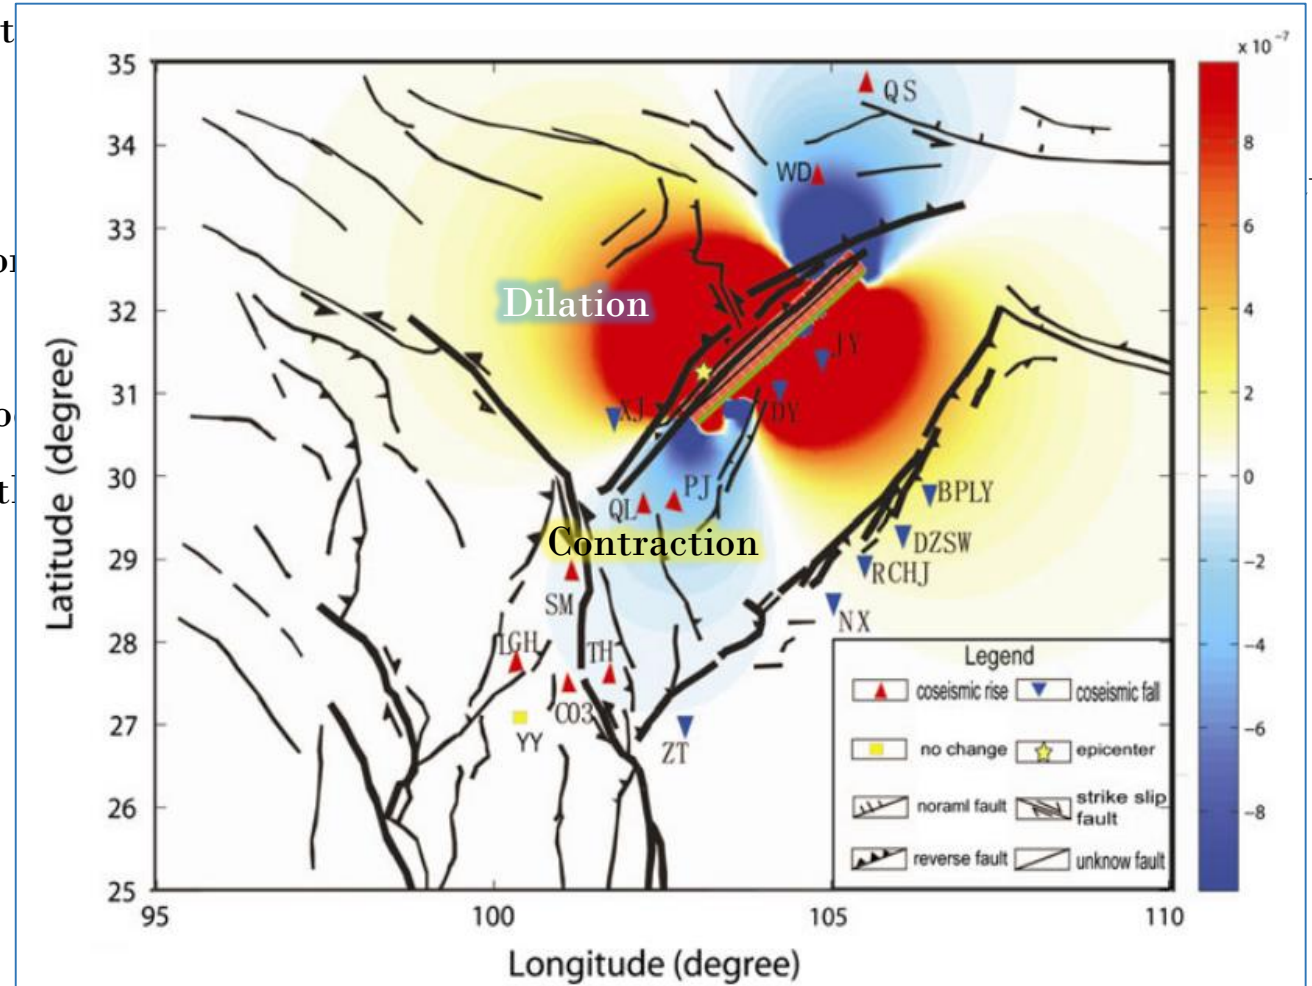 x 10⁻⁷
35
34
33
32
31
30
29
28
27
26
25
95
100
105
110
8
6
4
2
0
−2
−4
−6
−8
Latitude (degree)
Longitude (degree)
QS
WD
Dilation
JY
XJ
DY
PJ
QL
BPLY
Contraction
DZSW
RCHJ
SM
NX
LGH
TH
CO3
YY
ZT
Legend
coseismic rise
coseismic fall
no change
epicenter
noraml fault
strike slip
fault
reverse fault
unknow fault